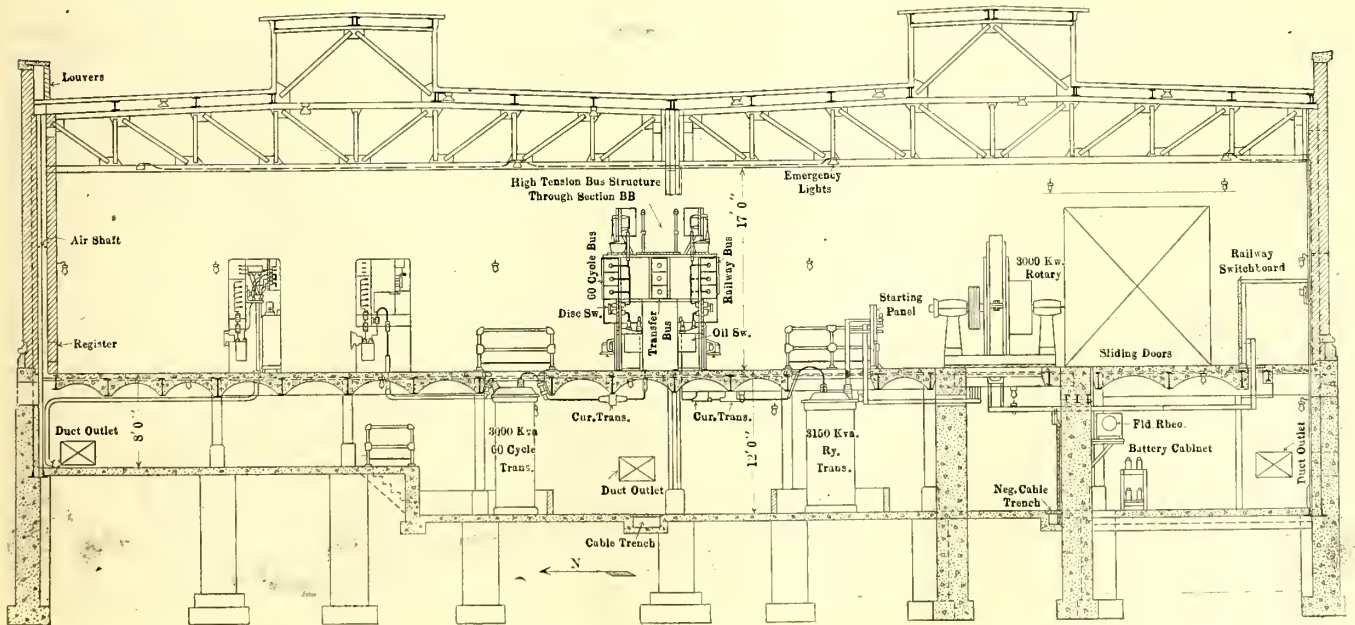 Louvers
High Tension Bus Structure
Through Section BB
Emergency
Lights
17'0"
Air Shaft
60 Cycle Bus
Railway Bus
Railway
Switchboard
3000 Kw.
Rotary
Starting
Panel
Disc Sw.
Transfer
Bus
Oil Sw.
Register
Sliding Doors
Duct Outlet
8'0"
Cur. Trans.
Cur. Trans.
3000 Kva
60 Cycle
Trans.
12'0"
3150 Kva.
Ry.
Trans.
Fld. Rheo.
Battery Cabinet
Duct Outlet
Duct Outlet
Neg. Cable
Trench
Cable Trench
N